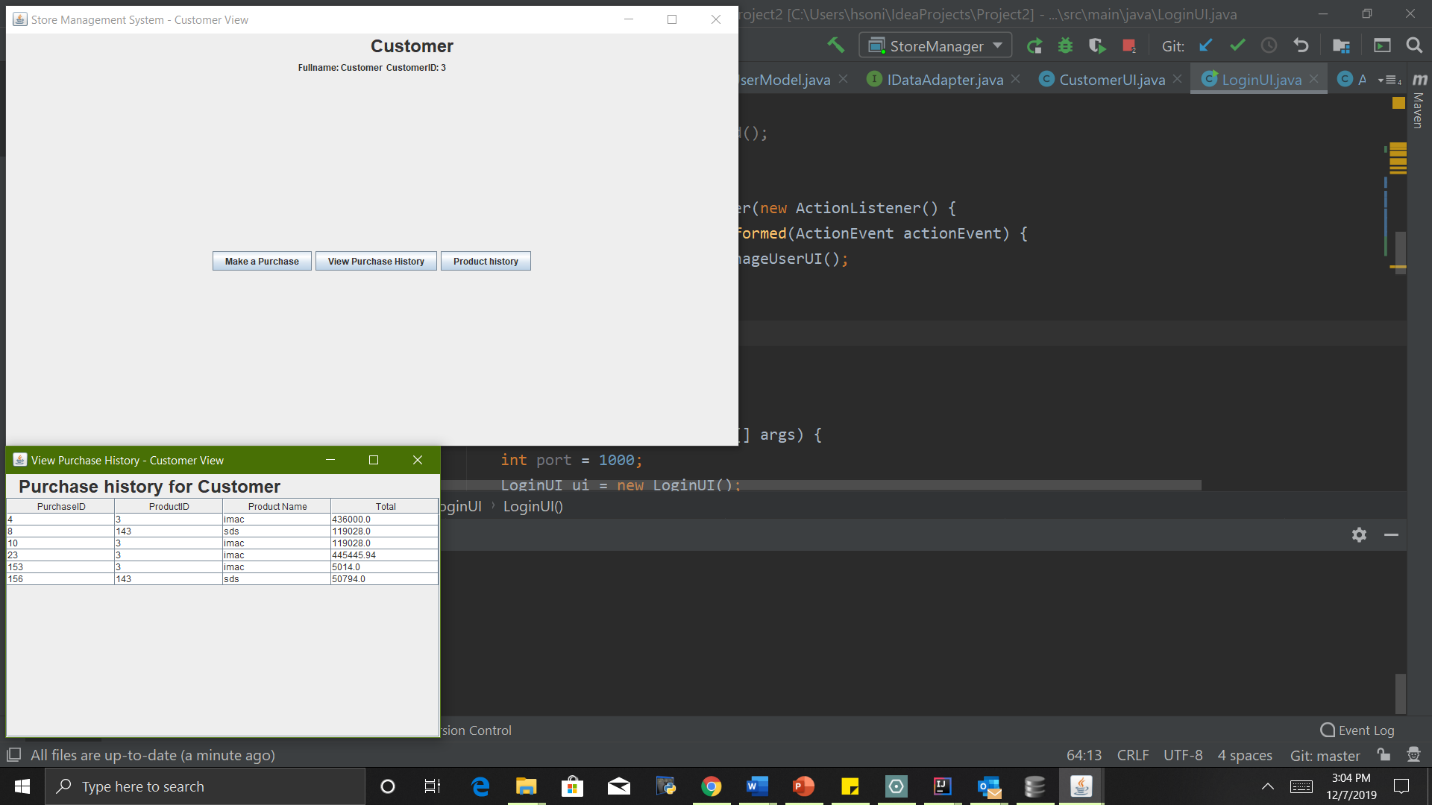 Store Management System - Customer View
Customer
Fullname: Customer CustomerID: 3
Make a Purchase View Purchase History Product history
View Purchase History - Customer View
Purchase history for Customer
PurchaseID ProductID Product Name Total
4 3 imac 436000.0
8 143 sds 119028.0
10 3 imac 119028.0
23 3 imac 445445.94
153 3 imac 5014.0
156 143 sds 50794.0
roject2 [C:\Users\hsoni\IdeaProjects\Project2] - ...\src\main\java\LoginUI.java
StoreManager Git:
serModel.java IDataAdapter.java CustomerUI.java LoginUI.java A
Maven
();
er(new ActionListener() {
formed(ActionEvent actionEvent) {
nageUserUI();
[] args) {
int port = 1000;
LoginUI ui = new LoginUI();
oginUI › LoginUI()
sion Control Event Log
All files are up-to-date (a minute ago) 64:13 CRLF UTF-8 4 spaces Git: master
Type here to search
3:04 PM
12/7/2019